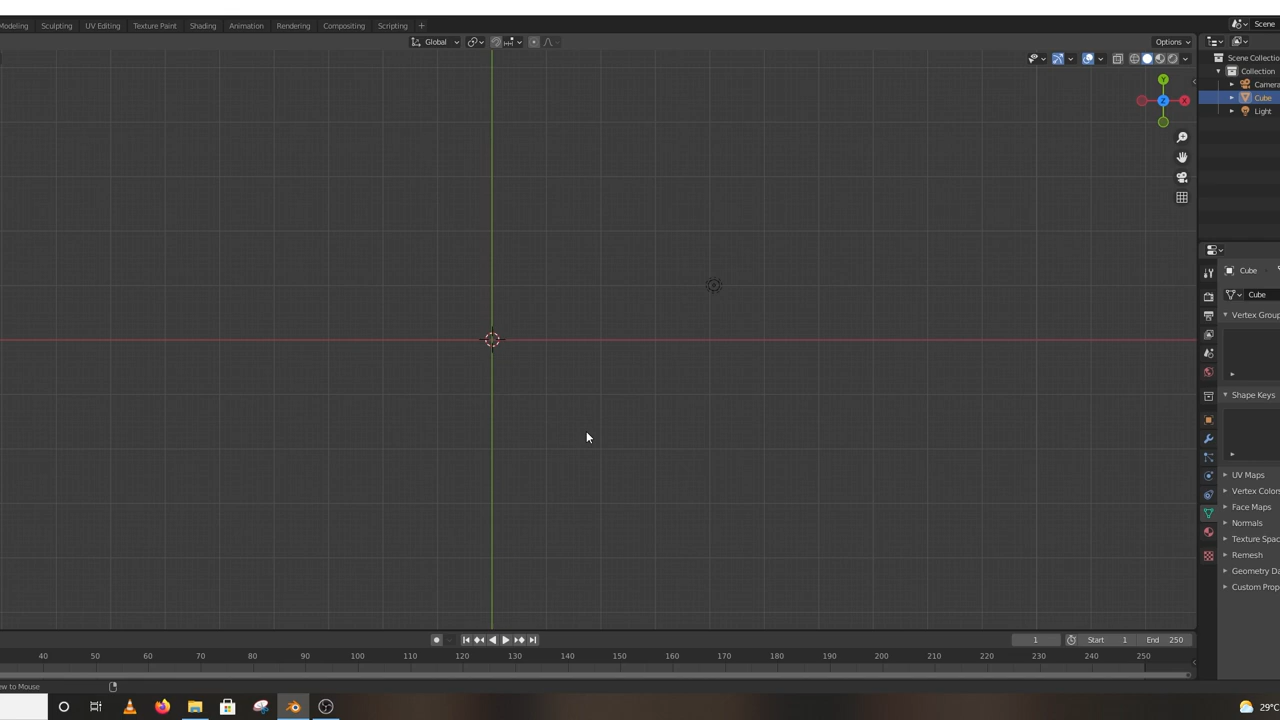 Modeling Sculpting UV Editing Texture Paint Shading Animation Rendering Compositing Scripting + Scene
Global Options
Scene Collectio
Collection
Camera
Cube
Light
Y
X
Z
Cube
Cube
Vertex Group
Shape Keys
UV Maps
Vertex Colors
Face Maps
Normals
Texture Spac
Remesh
Geometry Da
Custom Prop
1 Start 1 End 250
40 50 60 70 80 90 100 110 120 130 140 150 160 170 180 190 200 210 220 230 240 250
ew to Mouse
29°C